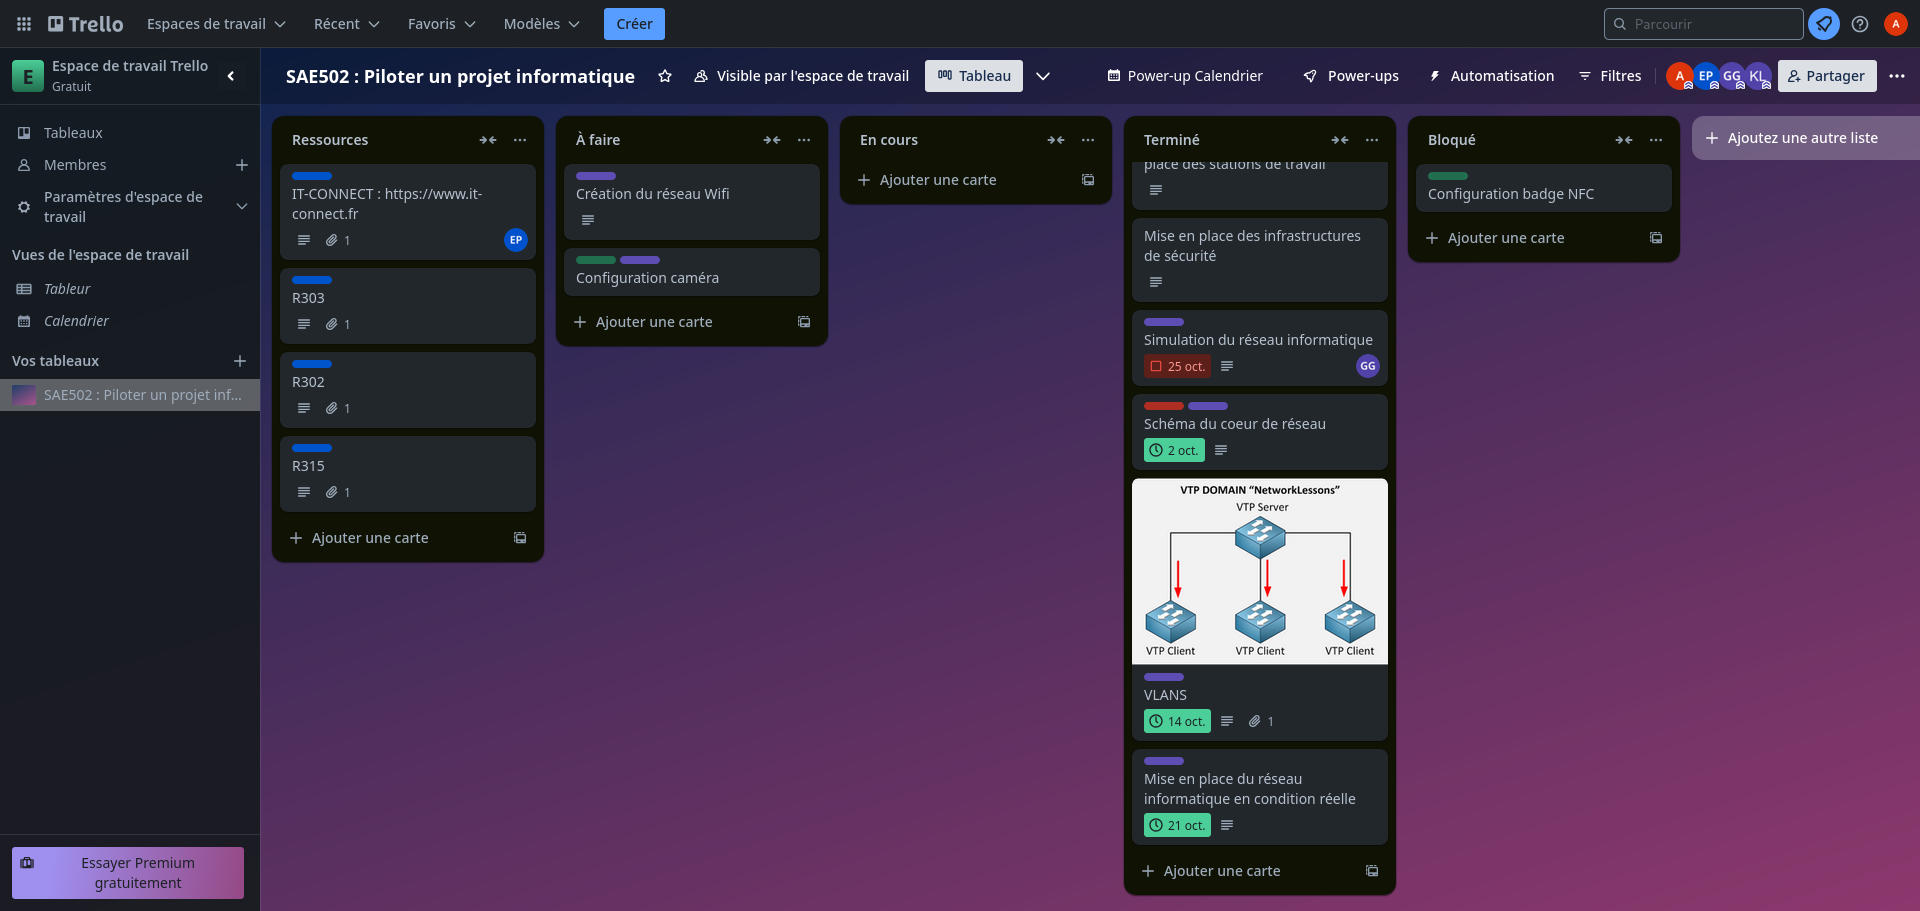 Trello
Espaces de travail
Récent
Favoris
Modèles
Créer
Parcourir
A
E
Espace de travail Trello
Gratuit
SAE502 : Piloter un projet informatique
Visible par l'espace de travail
Tableau
Power-up Calendrier
Power-ups
Automatisation
Filtres
A
EP
GG
KL
Partager
Tableaux
Membres
Paramètres d'espace de
travail
Vues de l'espace de travail
Tableur
Calendrier
Vos tableaux
SAE502 : Piloter un projet inf...
Essayer Premium
gratuitement
Ressources
IT-CONNECT : https://www.it-
connect.fr
1
EP
R303
1
R302
1
R315
1
Ajouter une carte
À faire
Création du réseau Wifi
Configuration caméra
Ajouter une carte
En cours
Ajouter une carte
Terminé
place des stations de travail
Mise en place des infrastructures
de sécurité
Simulation du réseau informatique
25 oct.
GG
Schéma du coeur de réseau
2 oct.
VTP DOMAIN “NetworkLessons”
VTP Server
VTP Client
VTP Client
VTP Client
VLANS
14 oct.
1
Mise en place du réseau
informatique en condition réelle
21 oct.
Ajouter une carte
Bloqué
Configuration badge NFC
Ajouter une carte
Ajoutez une autre liste